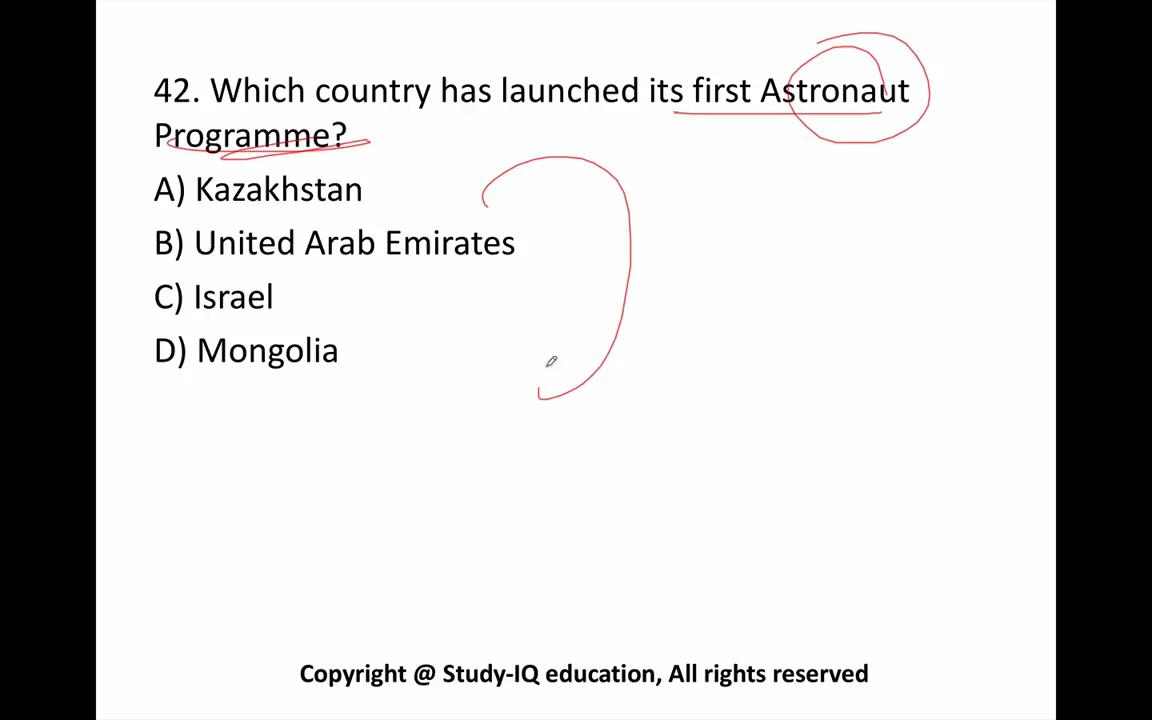 42. Which country has launched its first Astronaut
Programme?
A) Kazakhstan
B) United Arab Emirates
C) Israel
D) Mongolia
Copyright @ Study-IQ education, All rights reserved